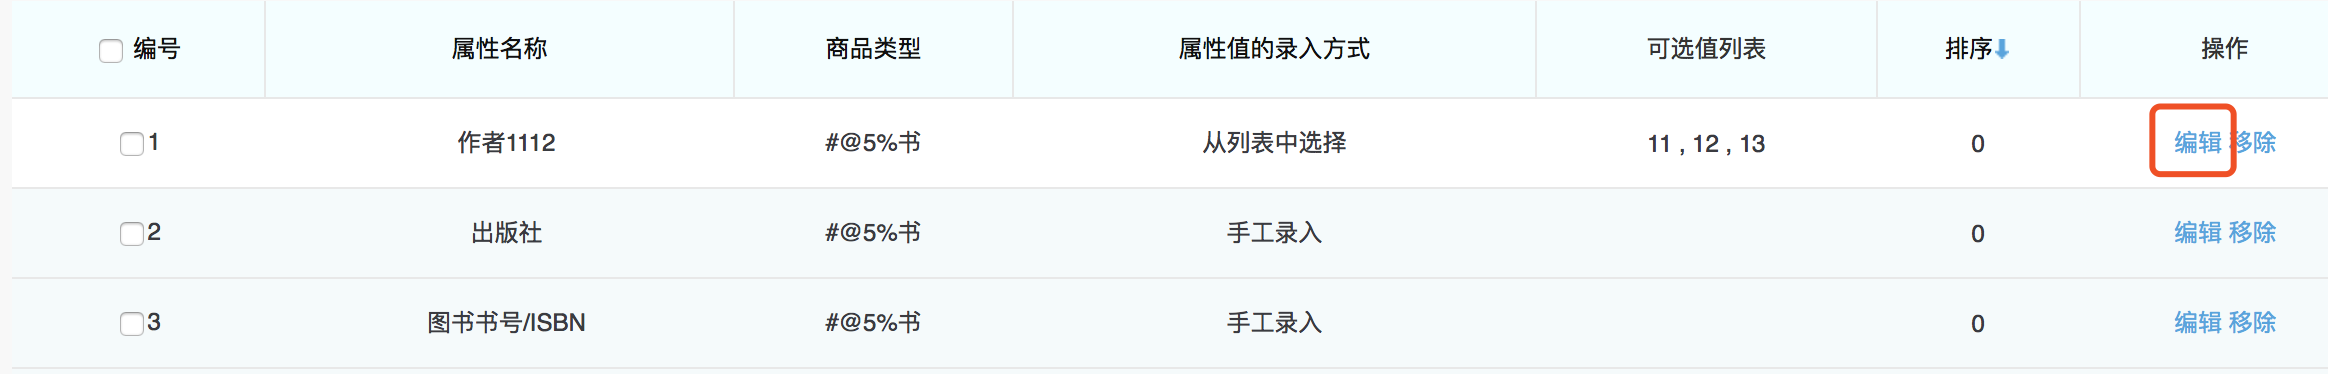 编号 属性名称 商品类型 属性值的录入方式 可选值列表 排序 操作
1 作者1112 #@5%书 从列表中选择 11 , 12 , 13 0 编辑 移除
2 出版社 #@5%书 手工录入 0 编辑 移除
3 图书书号/ISBN #@5%书 手工录入 0 编辑 移除